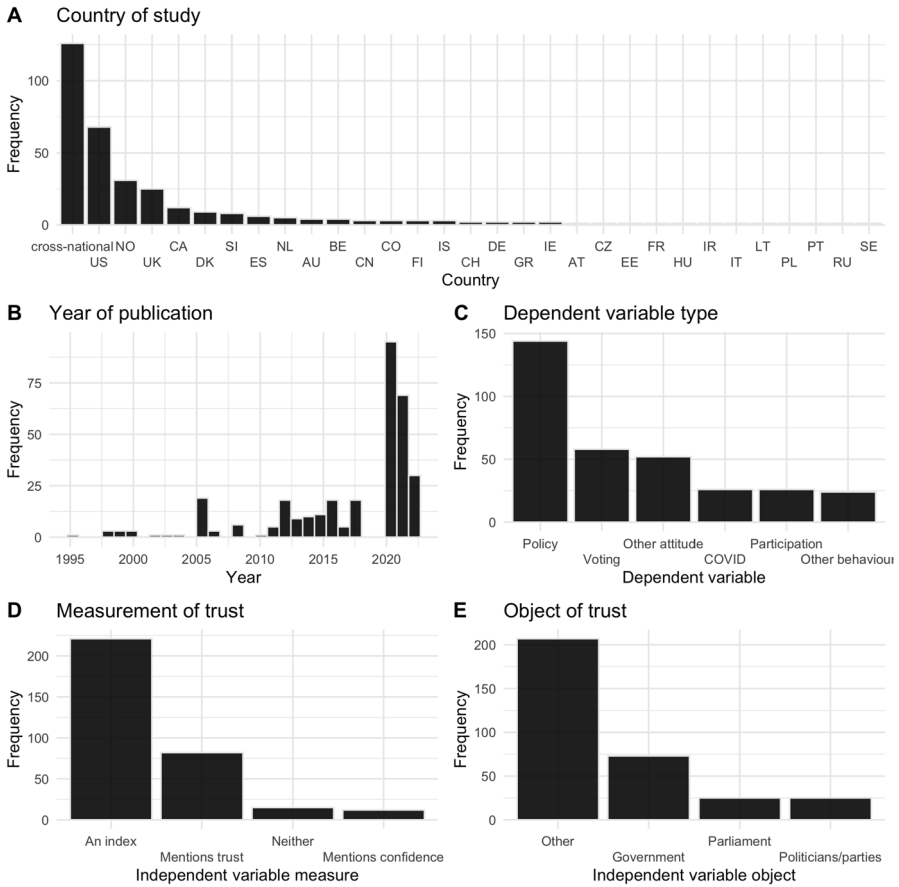 A Country of study
Frequency
100
50
0
cross-national NO CA SI NL BE CO IS DE IE CZ FR IR LT PT SE
US UK DK ES AU CN FI CH GR AT EE HU IT PL RU
Country
B Year of publication
Frequency
75
50
25
0
1995 2000 2005 2010 2015 2020
Year
C Dependent variable type
Frequency
150
100
50
0
Policy Other attitude Participation
Voting COVID Other behaviour
Dependent variable
D Measurement of trust
Frequency
200
150
100
50
0
An index Neither
Mentions trust Mentions confidence
Independent variable measure
E Object of trust
Frequency
200
150
100
50
0
Other Parliament
Government Politicians/parties
Independent variable object